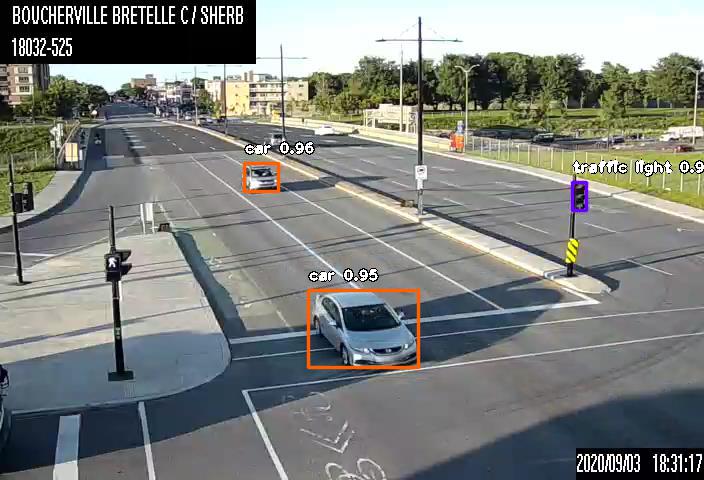 BOUCHERVILLE BRETELLE C / SHERB
18032-525
car 0.96
traffic light 0.9
car 0.95
2020/09/03 18:31:17